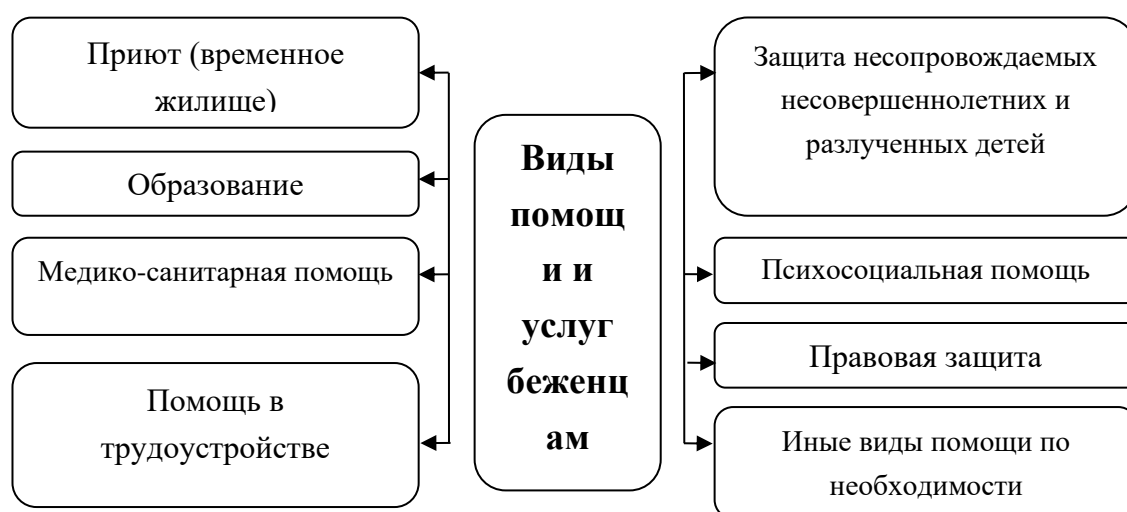 Приют (временное
жилище)
Образование
Медико-санитарная помощь
Помощь в
трудоустройстве
Виды
помощ
и и
услуг
беженц
ам
Защита несопровождаемых
несовершеннолетних и
разлученных детей
Психосоциальная помощь
Правовая защита
Иные виды помощи по
необходимости